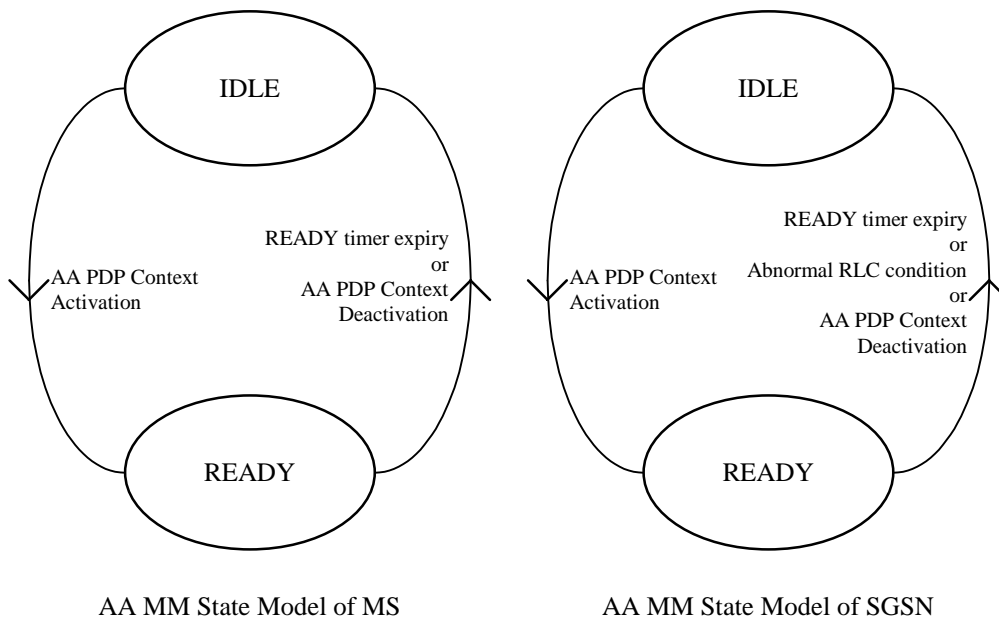 IDLE
READY timer expiry
or
AA PDP Context
Deactivation
AA PDP Context
Activation
READY
AA MM State Model of MS
IDLE
READY timer expiry
or
Abnormal RLC condition
or
AA PDP Context
Deactivation
AA PDP Context
Activation
READY
AA MM State Model of SGSN